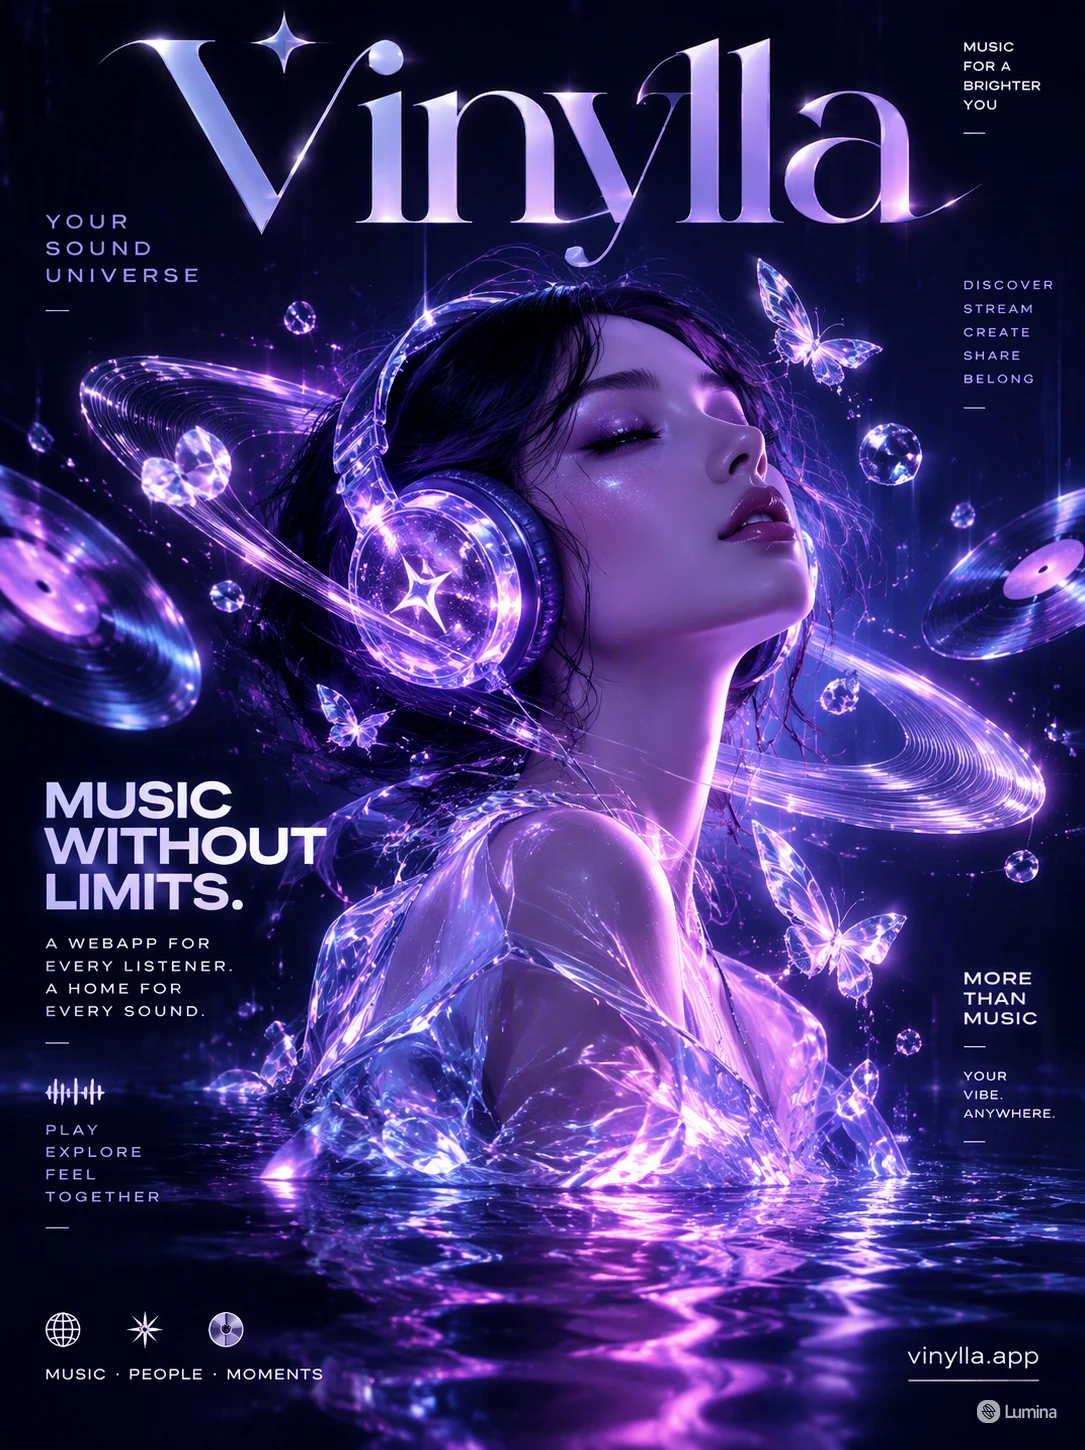 Vinylla
MUSIC
FOR A
BRIGHTER
YOU
YOUR
SOUND
UNIVERSE
DISCOVER
STREAM
CREATE
SHARE
BELONG
MUSIC
WITHOUT
LIMITS.
A WEBAPP FOR
EVERY LISTENER.
A HOME FOR
EVERY SOUND.
PLAY
EXPLORE
FEEL
TOGETHER
MORE
THAN
MUSIC
YOUR
VIBE.
ANYWHERE.
MUSIC · PEOPLE · MOMENTS
vinylla.app
Lumina